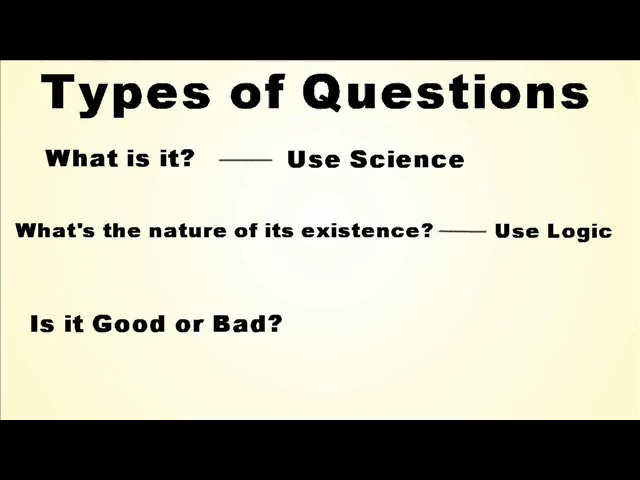 Types of Questions
What is it? Use Science
What's the nature of its existence? Use Logic
Is it Good or Bad?